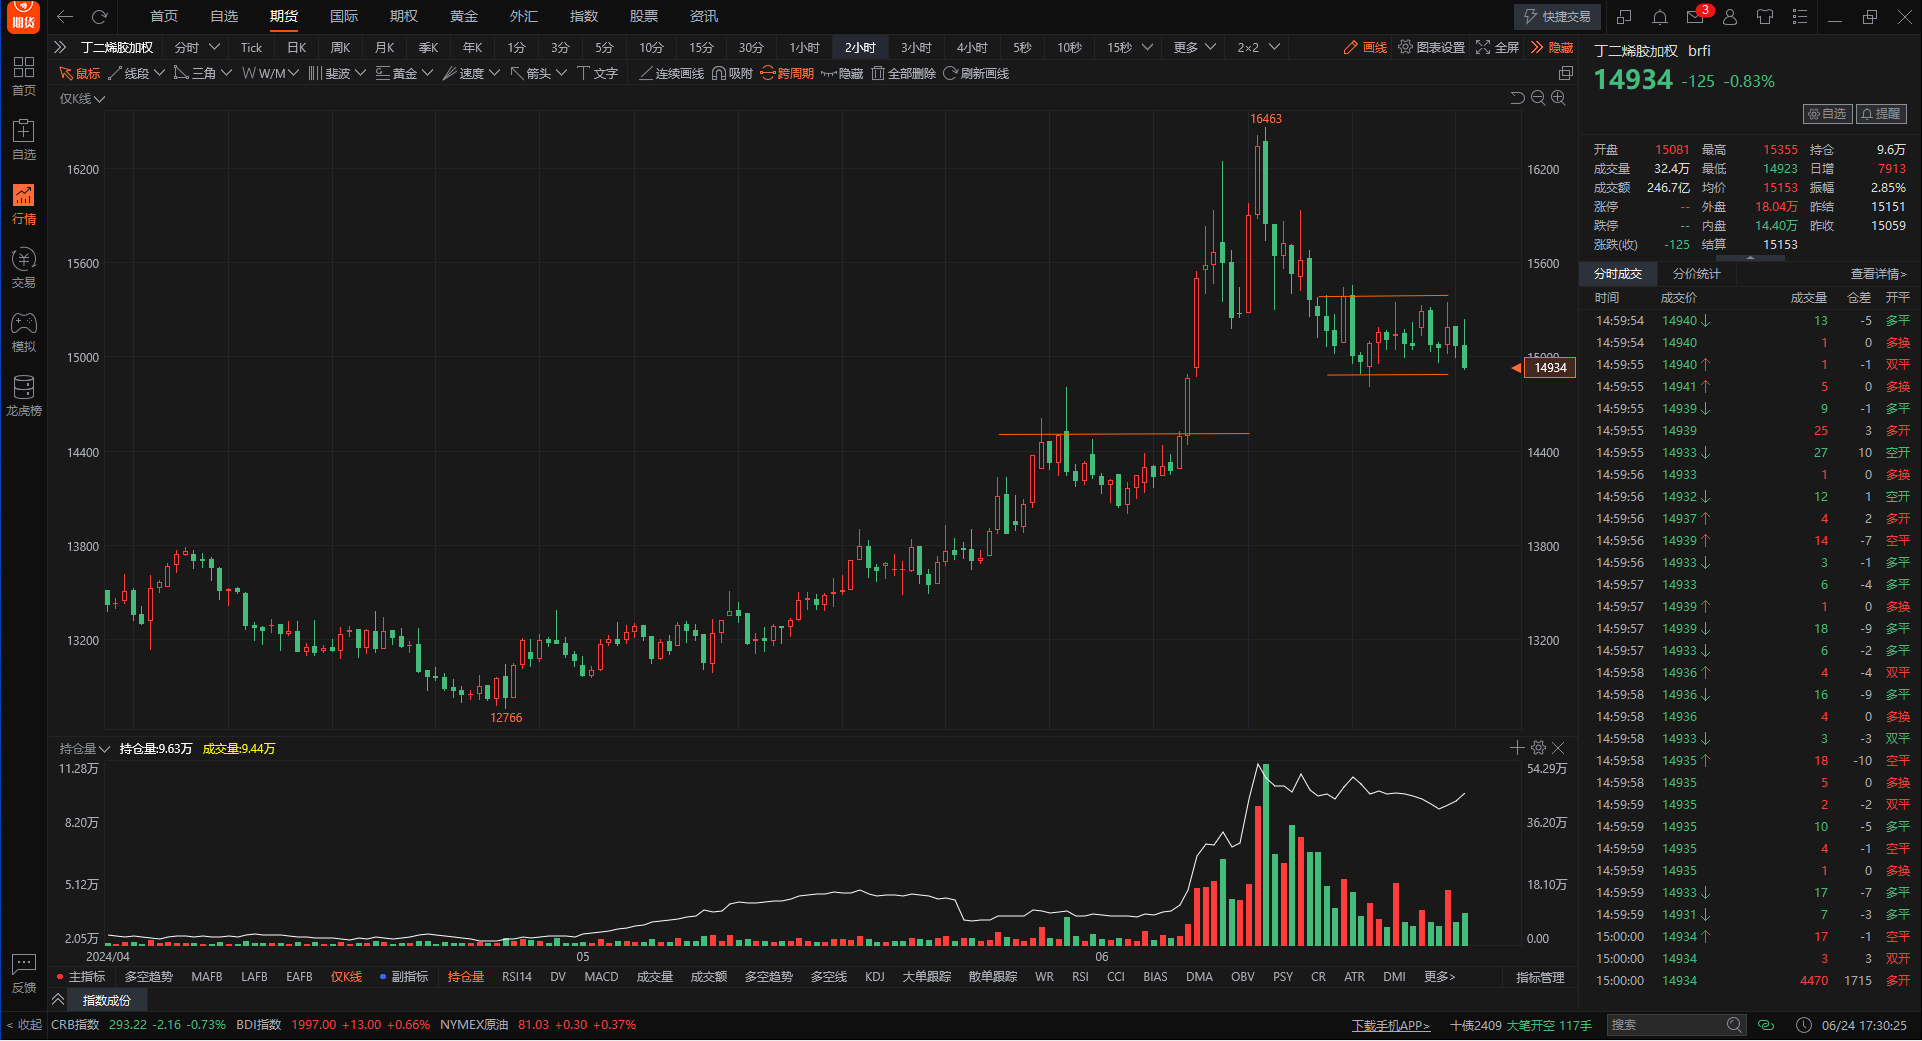 期货
首页 自选 期货 国际 期权 黄金 外汇 指数 股票 资讯
快捷交易 3
丁二烯胶加权 分时 Tick 日K 周K 月K 季K 年K 1分 3分 5分 10分 15分 30分 1小时 2小时 3小时 4小时 5秒 10秒 15秒 更多 2×2 画线 图表设置 全屏 隐藏
鼠标 线段 三角 W/M 斐波 黄金 速度 箭头 文字 连续画线 吸附 跨周期 隐藏 全部删除 刷新画线
仅K线
首页
自选
行情
交易
模拟
龙虎榜
反馈
< 收起
16463
16200 16200
15600 15600
15000 15000
14934
14400 14400
13800 13800
13200 13200
12766
持仓量 持仓量:9.63万 成交量:9.44万
11.28万 54.29万
8.20万 36.20万
5.12万 18.10万
2.05万 0.00
2024/04 05 06
主指标 多空趋势 MAFB LAFB EAFB 仅K线 副指标 持仓量 RSI14 DV MACD 成交量 成交额 多空趋势 多空线 KDJ 大单跟踪 散单跟踪 WR RSI CCI BIAS DMA OBV PSY CR ATR DMI 更多> 指标管理
指数成份
CRB指数 293.22 -2.16 -0.73% BDI指数 1997.00 +13.00 +0.66% NYMEX原油 81.03 +0.30 +0.37%
下载手机APP> 十债2409 大笔开空 117手 搜索 06/24 17:30:25
丁二烯胶加权 brfi
14934 -125 -0.83%
自选 提醒
开盘 15081 最高 15355 持仓 9.6万
成交量 32.4万 最低 14923 日增 7913
成交额 246.7亿 均价 15153 振幅 2.85%
涨停 -- 外盘 18.04万 昨结 15151
跌停 -- 内盘 14.40万 昨收 15059
涨跌(收) -125 结算 15153
分时成交 分价统计 查看详情>
时间 成交价 成交量 仓差 开平
14:59:54 14940↓ 13 -5 多平
14:59:54 14940 1 0 多换
14:59:55 14940↑ 1 -1 双平
14:59:55 14941↑ 5 0 多换
14:59:55 14939↓ 9 -1 多平
14:59:55 14939 25 3 多开
14:59:55 14933↓ 27 10 空开
14:59:56 14933 1 0 多换
14:59:56 14932↓ 12 1 空开
14:59:56 14937↑ 4 2 多开
14:59:56 14939↑ 14 -7 空平
14:59:56 14933↓ 3 -1 多平
14:59:57 14933 6 -4 多平
14:59:57 14939↑ 1 0 多换
14:59:57 14939↓ 18 -9 多平
14:59:57 14933↓ 6 -2 多平
14:59:58 14936↑ 4 -4 双平
14:59:58 14936↓ 16 -9 多平
14:59:58 14936 4 0 多换
14:59:58 14933↓ 3 -3 双平
14:59:58 14935↑ 18 -10 空平
14:59:58 14935 5 0 多换
14:59:59 14935 2 -2 双平
14:59:59 14935 10 -5 多平
14:59:59 14935 4 -1 空平
14:59:59 14935 1 0 多换
14:59:59 14933↓ 17 -7 多平
14:59:59 14931↓ 7 -3 多平
15:00:00 14934↑ 17 -1 空平
15:00:00 14934 3 3 双开
15:00:00 14934 4470 1715 多开